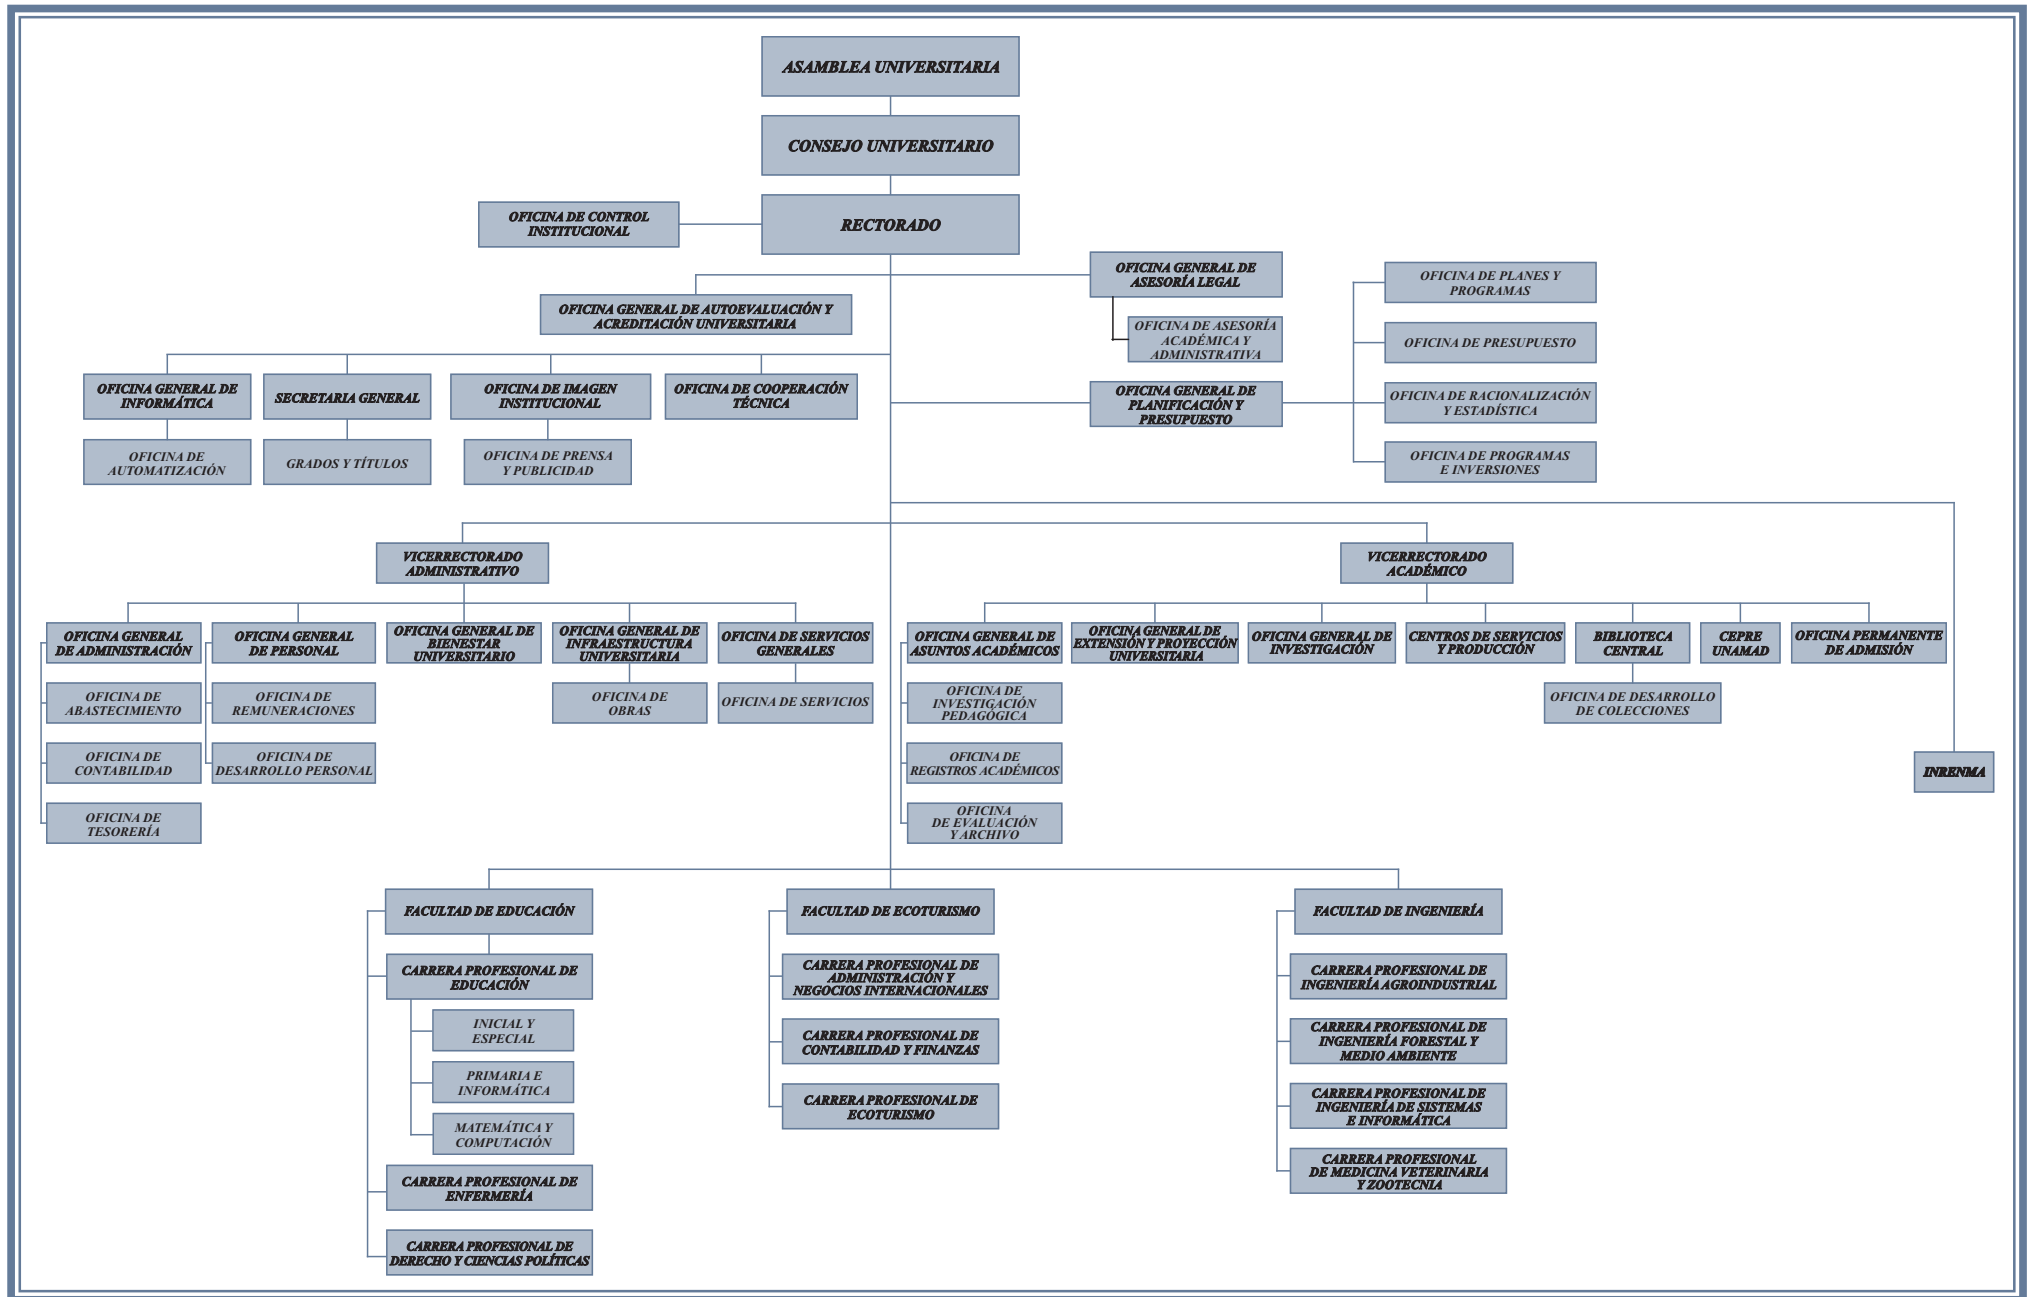 ASAMBLEA UNIVERSITARIA
CONSEJO UNIVERSITARIO
RECTORADO
OFICINA DE CONTROL
INSTITUCIONAL
OFICINA GENERAL DE
ASESORÍA LEGAL
OFICINA GENERAL DE AUTOEVALUACIÓN Y
ACREDITACIÓN UNIVERSITARIA
OFICINA DE ASESORÍA
ACADÉMICA Y
ADMINISTRATIVA
OFICINA DE PLANES Y
PROGRAMAS
OFICINA DE PRESUPUESTO
OFICINA DE RACIONALIZACIÓN
Y ESTADÍSTICA
OFICINA DE PROGRAMAS
E INVERSIONES
OFICINA GENERAL DE
PLANIFICACIÓN Y
PRESUPUESTO
OFICINA GENERAL DE
INFORMÁTICA
SECRETARIA GENERAL
OFICINA DE IMAGEN
INSTITUCIONAL
OFICINA DE COOPERACIÓN
TÉCNICA
OFICINA DE
AUTOMATIZACIÓN
GRADOS Y TÍTULOS
OFICINA DE PRENSA
Y PUBLICIDAD
VICERRECTORADO
ADMINISTRATIVO
VICERRECTORADO
ACADÉMICO
OFICINA GENERAL
DE ADMINISTRACIÓN
OFICINA GENERAL
DE PERSONAL
OFICINA GENERAL DE
BIENESTAR
UNIVERSITARIO
OFICINA GENERAL DE
INFRAESTRUCTURA
UNIVERSITARIA
OFICINA DE SERVICIOS
GENERALES
OFICINA GENERAL DE
ASUNTOS ACADÉMICOS
OFICINA GENERAL DE
EXTENSIÓN Y PROYECCIÓN
UNIVERSITARIA
OFICINA GENERAL DE
INVESTIGACIÓN
CENTROS DE SERVICIOS
Y PRODUCCIÓN
BIBLIOTECA
CENTRAL
CEPRE
UNAMAD
OFICINA PERMANENTE
DE ADMISIÓN
OFICINA DE
ABASTECIMIENTO
OFICINA DE
REMUNERACIONES
OFICINA DE
OBRAS
OFICINA DE SERVICIOS
OFICINA DE
INVESTIGACIÓN
PEDAGÓGICA
OFICINA DE DESARROLLO
DE COLECCIONES
OFICINA DE
CONTABILIDAD
OFICINA DE
DESARROLLO PERSONAL
OFICINA DE
REGISTROS ACADÉMICOS
INRENMA
OFICINA DE
TESORERÍA
OFICINA
DE EVALUACIÓN
Y ARCHIVO
FACULTAD DE EDUCACIÓN
FACULTAD DE ECOTURISMO
FACULTAD DE INGENIERÍA
CARRERA PROFESIONAL DE
EDUCACIÓN
INICIAL Y
ESPECIAL
PRIMARIA E
INFORMÁTICA
MATEMÁTICA Y
COMPUTACIÓN
CARRERA PROFESIONAL DE
ENFERMERÍA
CARRERA PROFESIONAL DE
DERECHO Y CIENCIAS POLÍTICAS
CARRERA PROFESIONAL DE
ADMINISTRACIÓN Y
NEGOCIOS INTERNACIONALES
CARRERA PROFESIONAL DE
CONTABILIDAD Y FINANZAS
CARRERA PROFESIONAL DE
ECOTURISMO
CARRERA PROFESIONAL DE
INGENIERÍA AGROINDUSTRIAL
CARRERA PROFESIONAL DE
INGENIERÍA FORESTAL Y
MEDIO AMBIENTE
CARRERA PROFESIONAL DE
INGENIERÍA DE SISTEMAS
E INFORMÁTICA
CARRERA PROFESIONAL
DE MEDICINA VETERINARIA
Y ZOOTECNIA